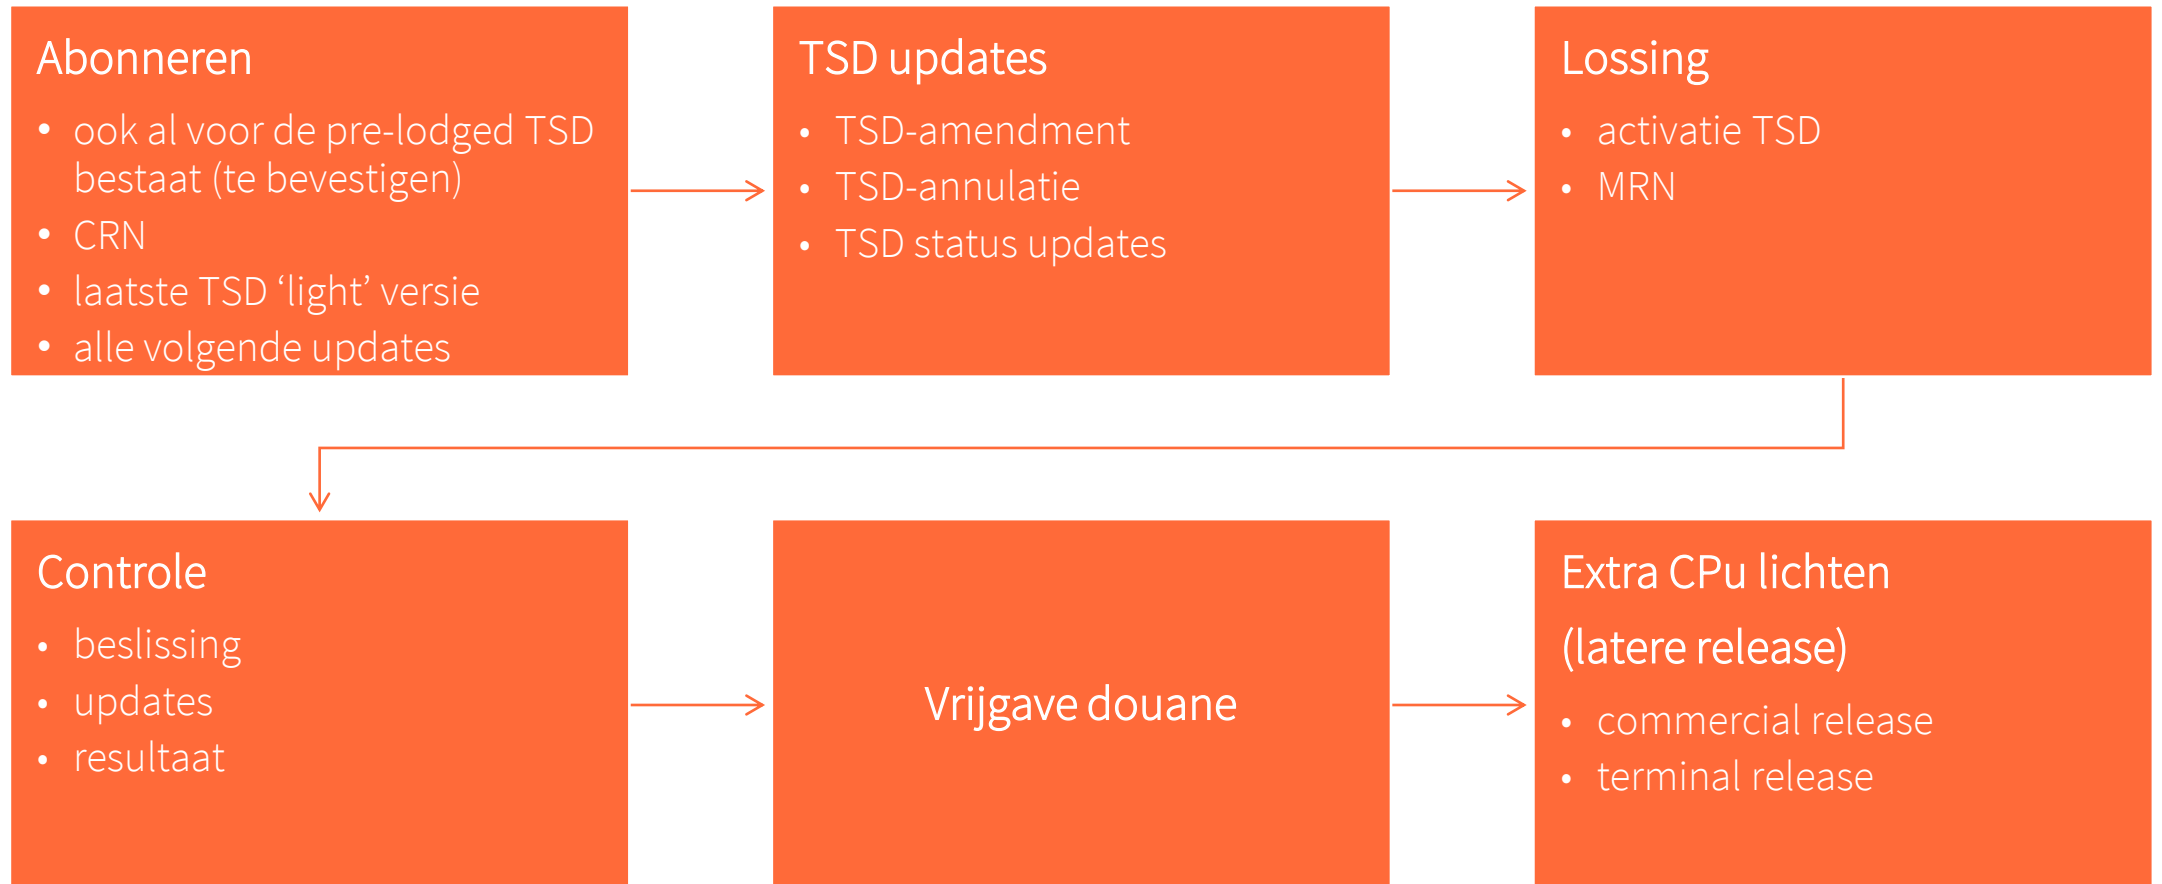 Abonneren
• ook al voor de pre-lodged TSD
bestaat (te bevestigen)
• CRN
• laatste TSD ‘light’ versie
• alle volgende updates
TSD updates
• TSD-amendment
• TSD-annulatie
• TSD status updates
Lossing
• activatie TSD
• MRN
Controle
• beslissing
• updates
• resultaat
Vrijgave douane
Extra CPu lichten
(latere release)
• commercial release
• terminal release